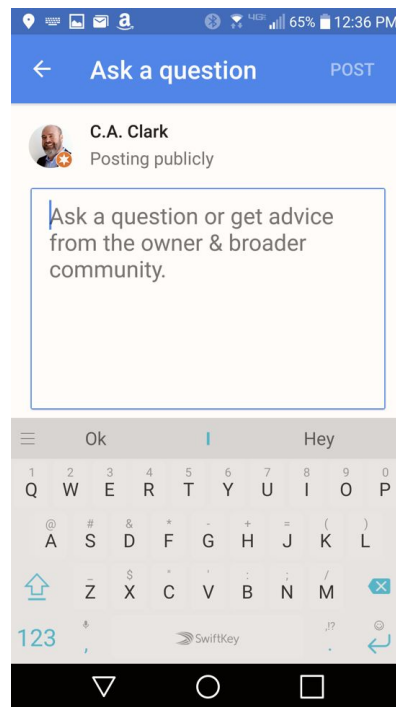 a 4G 65% 12:36 PM
Ask a question POST
C.A. Clark
Posting publicly
Ask a question or get advice
from the owner & broader
community.
Ok I Hey
1 2 3 4 5 6 7 8 9 0
Q W E R T Y U I O P
@ # & * - + = ( )
A S D F G H J K L
_ $ " ' : ; /
Z X C V B N M
123 , SwiftKey ,!? .